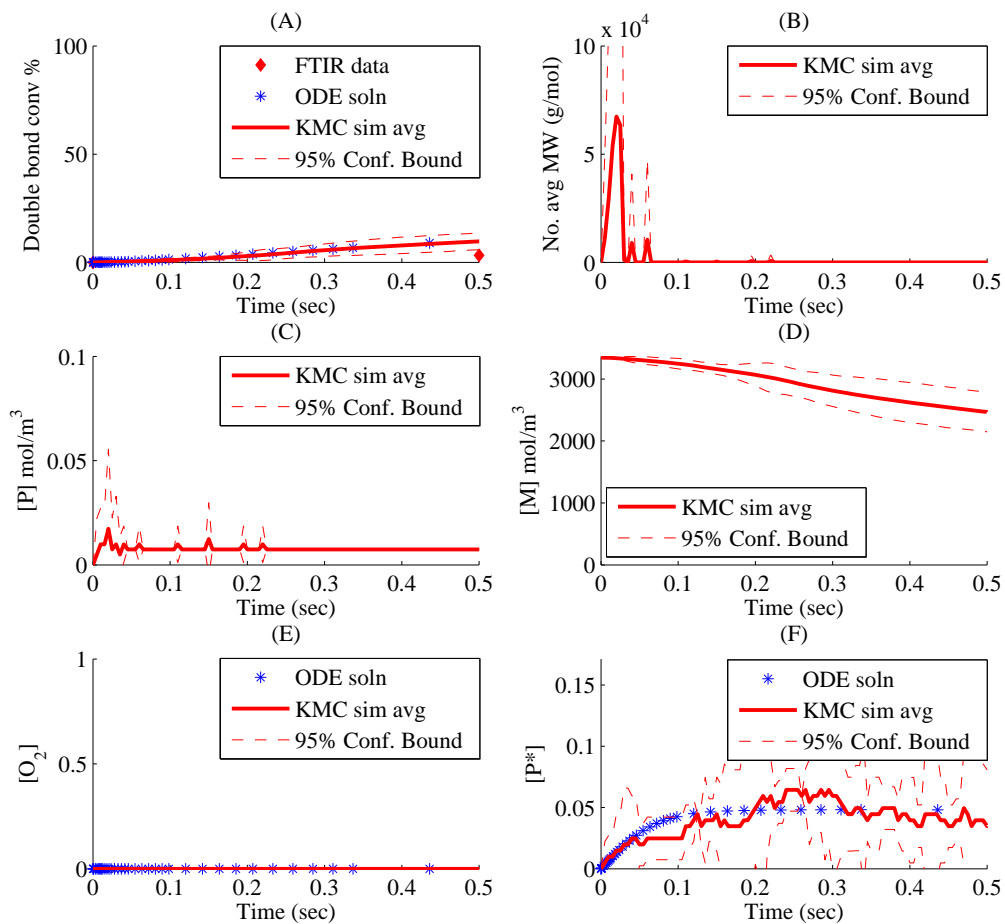 (A)
Double bond conv %
100
50
0
FTIR data
ODE soln
KMC sim avg
95% Conf. Bound
0 0.1 0.2 0.3 0.4 0.5
Time (sec)
(B)
x 10^4
No. avg MW (g/mol)
10
5
0
KMC sim avg
95% Conf. Bound
0 0.1 0.2 0.3 0.4 0.5
Time (sec)
(C)
[P] mol/m^3
0.1
0.05
0
KMC sim avg
95% Conf. Bound
0 0.1 0.2 0.3 0.4 0.5
Time (sec)
(D)
[M] mol/m^3
3000
2000
1000
0
KMC sim avg
95% Conf. Bound
0 0.1 0.2 0.3 0.4 0.5
Time (sec)
(E)
[O_2]
1
0.5
0
ODE soln
KMC sim avg
95% Conf. Bound
0 0.1 0.2 0.3 0.4 0.5
Time (sec)
(F)
[P*]
0.15
0.1
0.05
0
ODE soln
KMC sim avg
95% Conf. Bound
0 0.1 0.2 0.3 0.4 0.5
Time (sec)